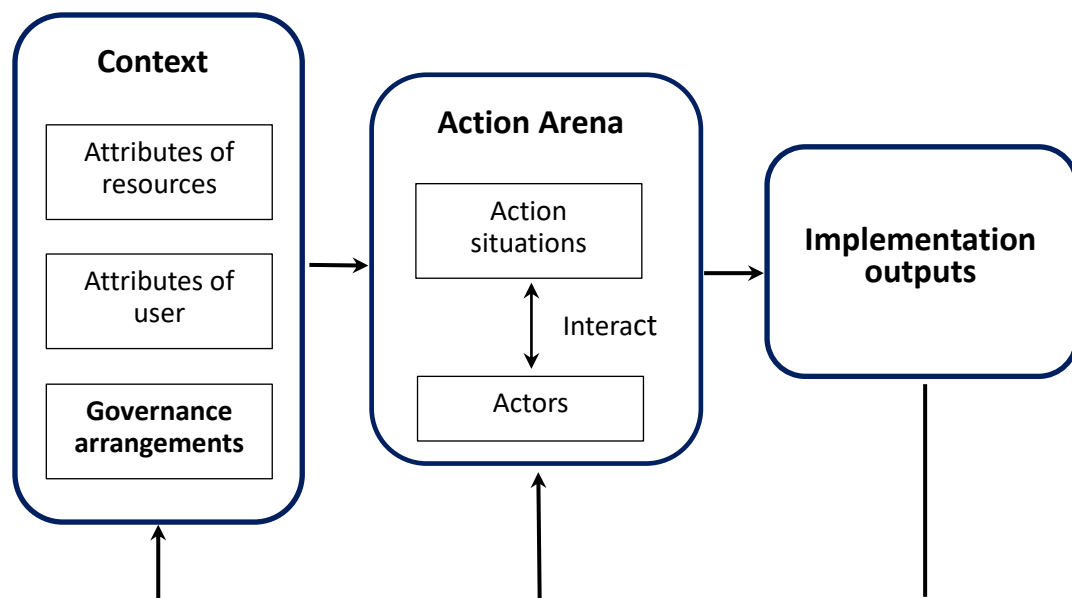 Context
Attributes of
resources
Attributes of
user
Governance
arrangements
Action Arena
Action
situations
Interact
Actors
Implementation
outputs